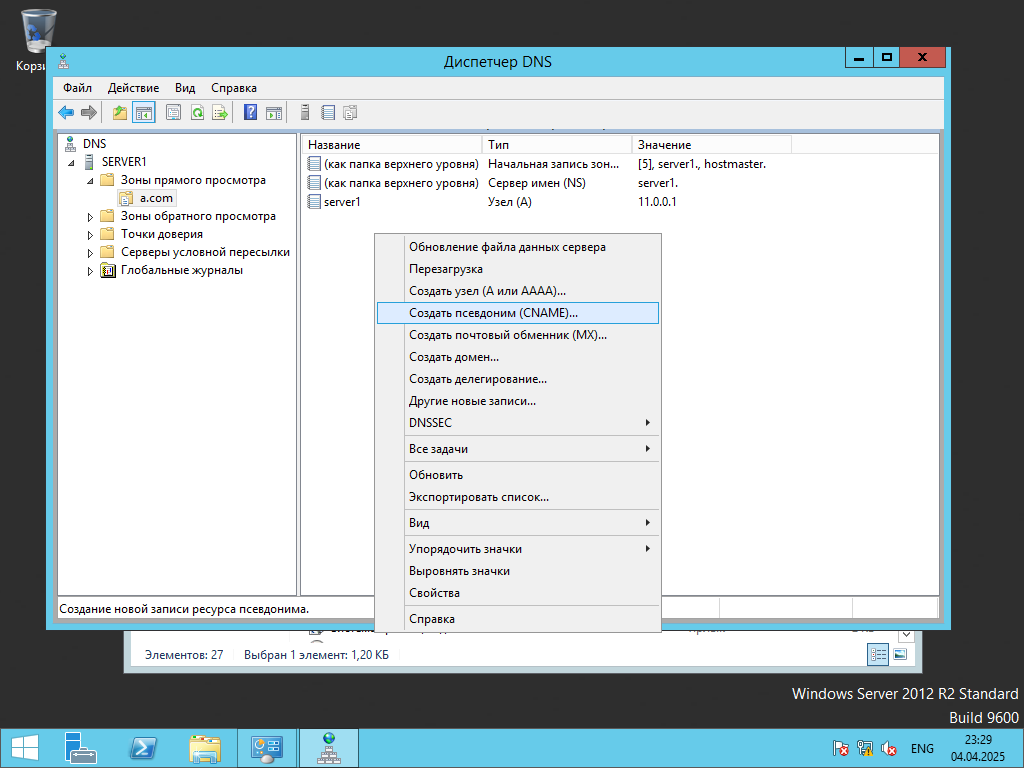 Корзи
Диспетчер DNS
Файл Действие Вид Справка
DNS
SERVER1
Зоны прямого просмотра
a.com
Зоны обратного просмотра
Точки доверия
Серверы условной пересылки
Глобальные журналы
Название Тип Значение
(как папка верхнего уровня) Начальная запись зон... [5], server1., hostmaster.
(как папка верхнего уровня) Сервер имен (NS) server1.
server1 Узел (A) 11.0.0.1
Обновление файла данных сервера
Перезагрузка
Создать узел (A или AAAA)...
Создать псевдоним (CNAME)...
Создать почтовый обменник (MX)...
Создать домен...
Создать делегирование...
Другие новые записи...
DNSSEC
Все задачи
Обновить
Экспортировать список...
Вид
Упорядочить значки
Выровнять значки
Свойства
Справка
Создание новой записи ресурса псевдонима.
Элементов: 27 Выбран 1 элемент: 1,20 КБ
Windows Server 2012 R2 Standard
Build 9600
ENG
23:29
04.04.2025